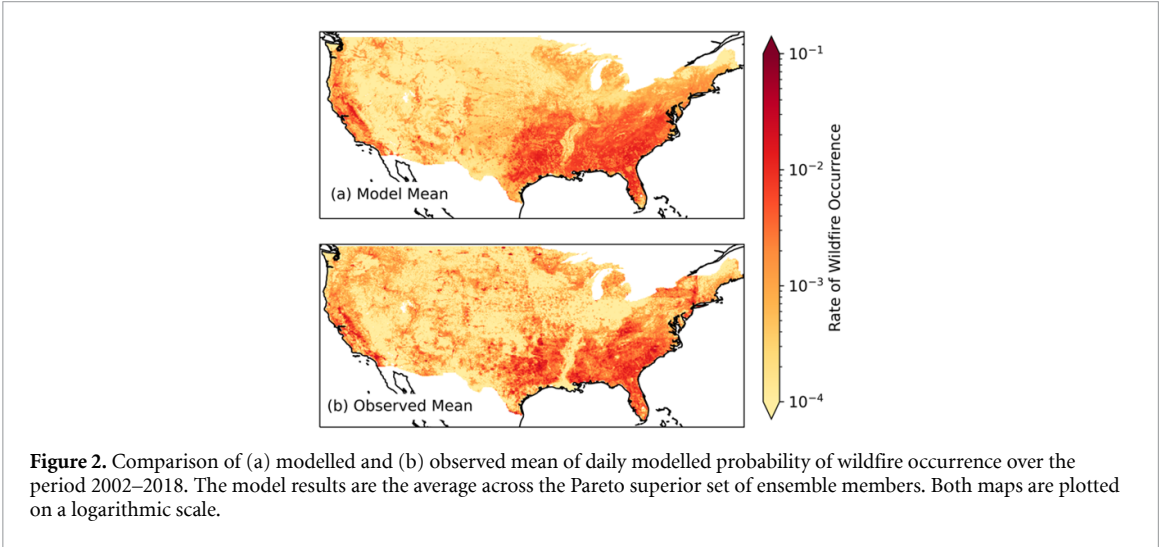 (a) Model Mean
(b) Observed Mean
10⁻¹
10⁻²
10⁻³
10⁻⁴
Rate of Wildfire Occurrence
Figure 2. Comparison of (a) modelled and (b) observed mean of daily modelled probability of wildfire occurrence over the
period 2002–2018. The model results are the average across the Pareto superior set of ensemble members. Both maps are plotted
on a logarithmic scale.